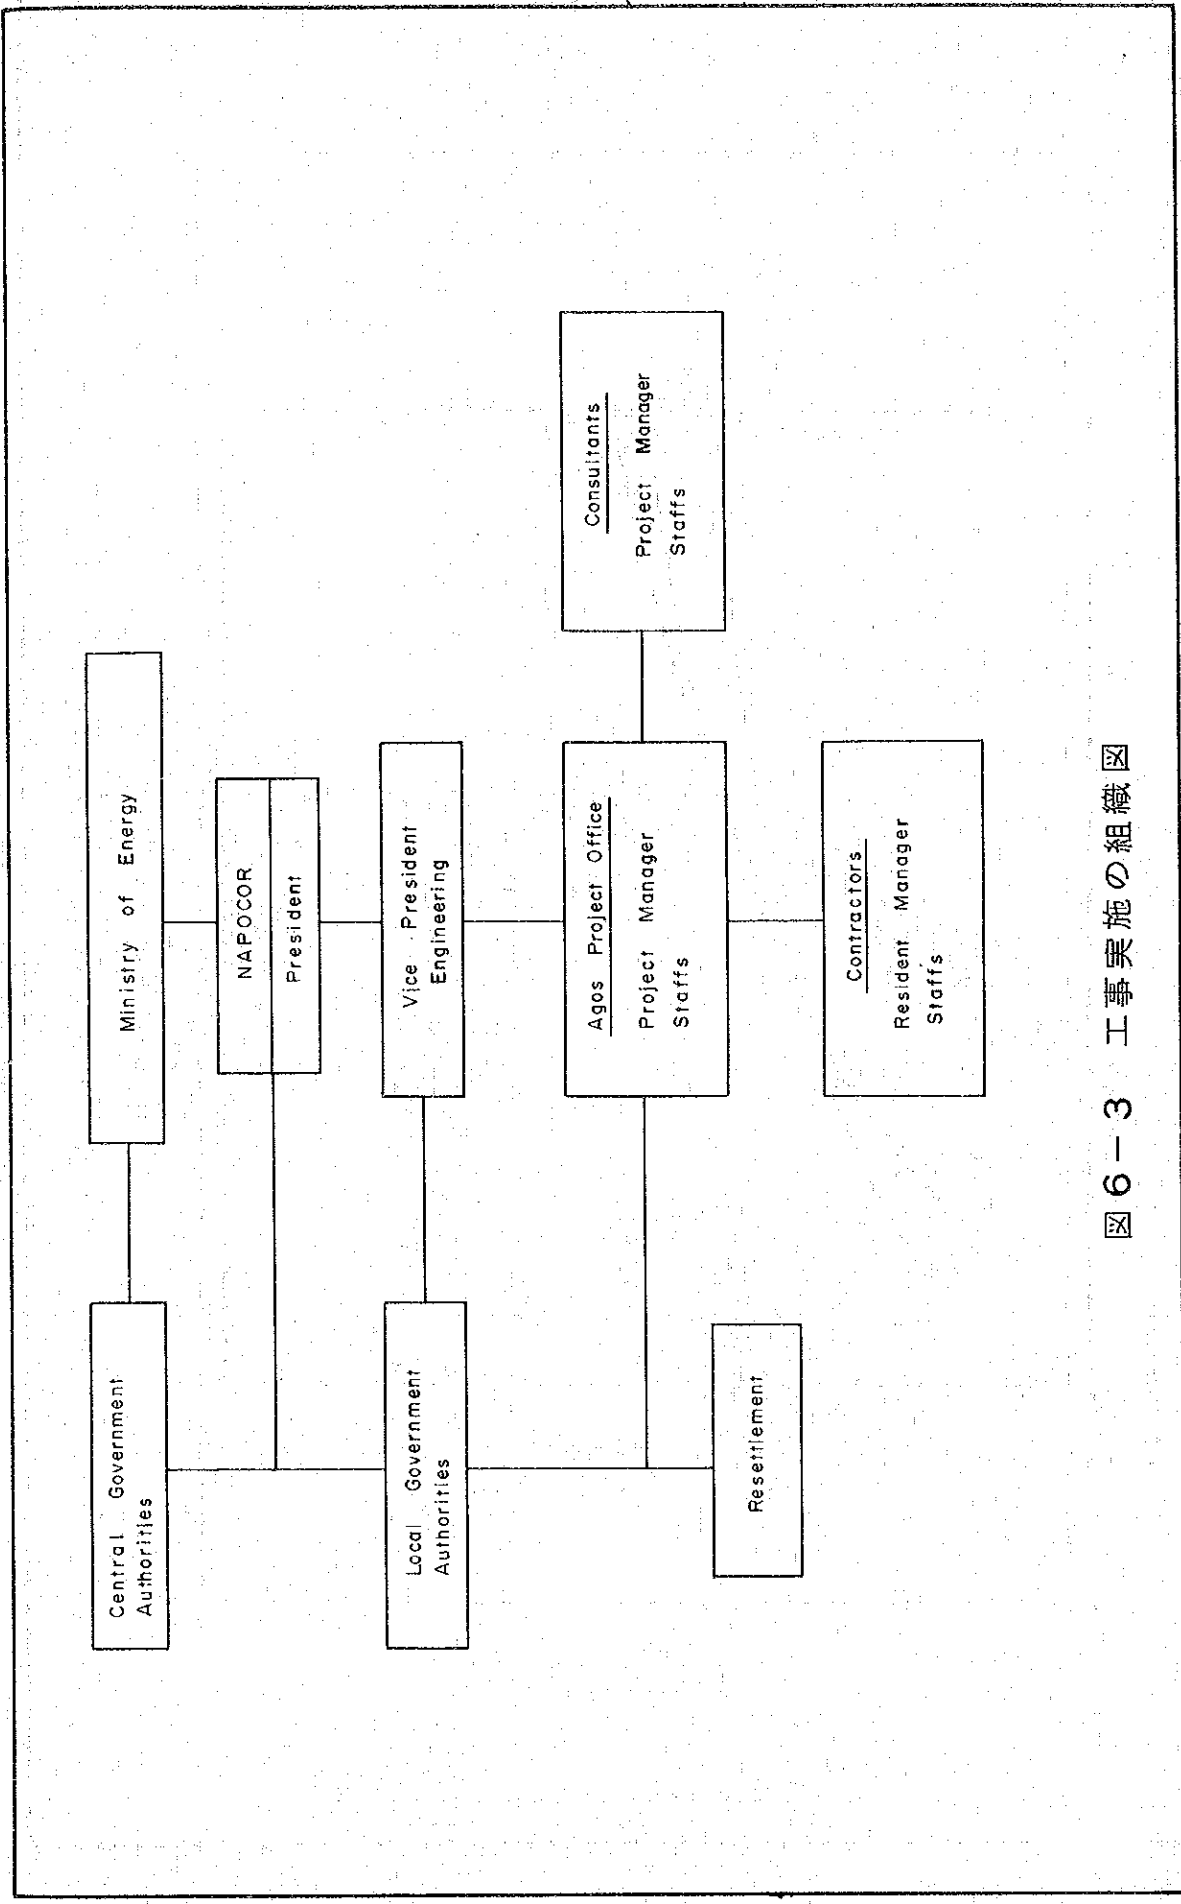 Central Government
Authorities
Ministry of Energy
NAPOCOR
President
Local Government
Authorities
Vice President
Engineering
Agos Project Office
Project Manager
Staffs
Consultants
Project Manager
Staffs
Resettlement
Contractors
Resident Manager
Staffs
図6-3 工事実施の組織図